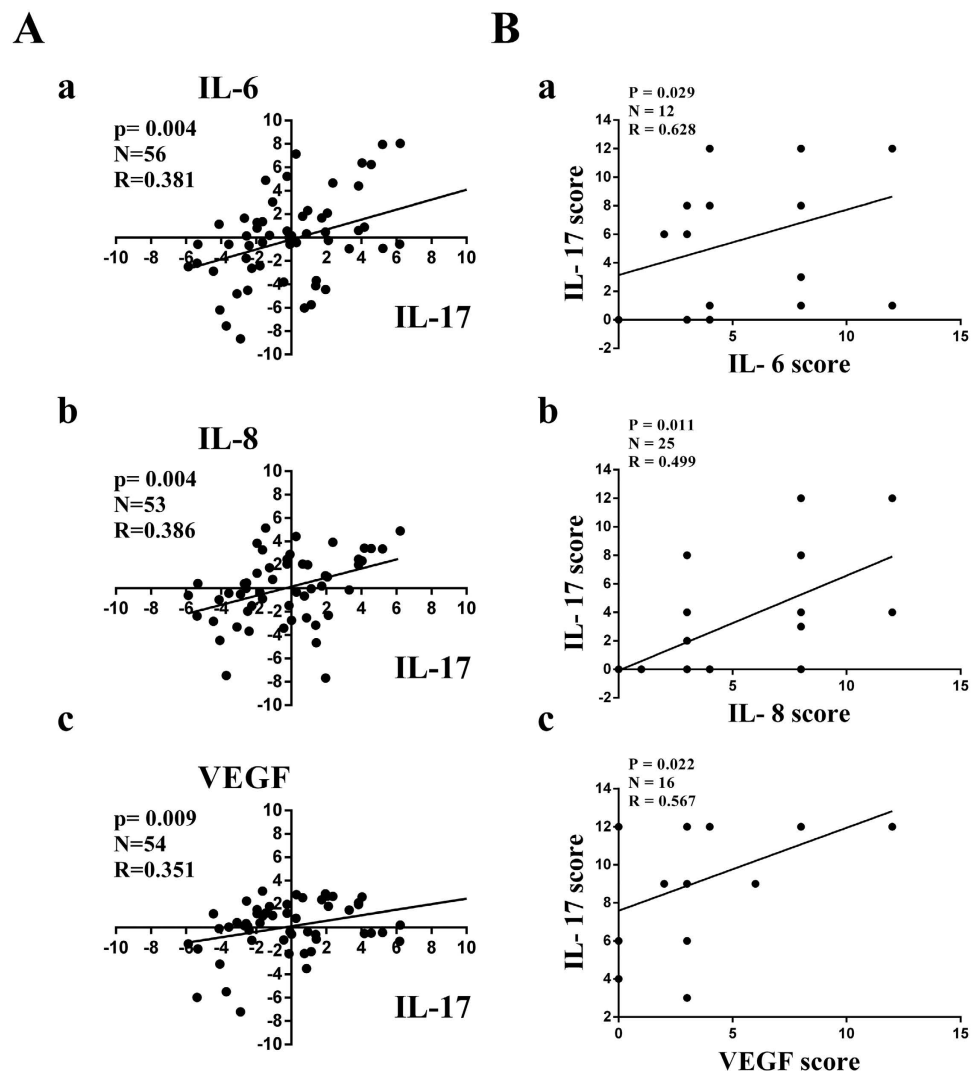 A
B
a
IL-6
p= 0.004
N=56
R=0.381
10
8
6
4
2
0
-2
-4
-6
-8
-10
-10 -8 -6 -4 -2 0 2 4 6 8 10
IL-17
a
P = 0.029
N = 12
R = 0.628
IL- 17 score
14
12
10
8
6
4
2
0
-2
5 10 15
IL- 6 score
b
IL-8
p= 0.004
N=53
R=0.386
10
8
6
4
2
0
-2
-4
-6
-8
-10
-10 -8 -6 -4 -2 0 2 4 6 8 10
IL-17
b
P = 0.011
N = 25
R = 0.499
IL- 17 score
14
12
10
8
6
4
2
0
-2
5 10 15
IL- 8 score
c
VEGF
p= 0.009
N=54
R=0.351
10
8
6
4
2
0
-2
-4
-6
-8
-10
-10 -8 -6 -4 -2 0 2 4 6 8 10
IL-17
c
P = 0.022
N = 16
R = 0.567
IL- 17 score
14
12
10
8
6
4
2
0 5 10 15
VEGF score